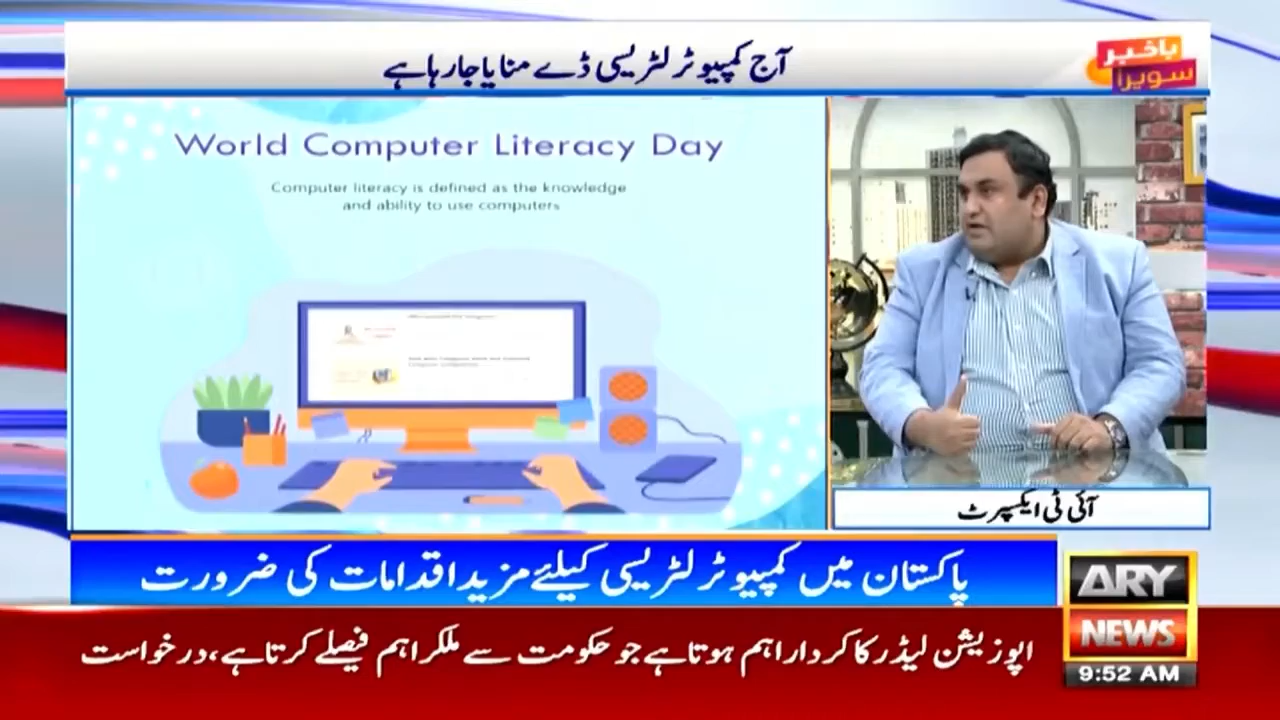 آج کمپیوٹر لٹریسی ڈے منایا جا رہا ہے
باخبر
سویرا
World Computer Literacy Day
Computer literacy is defined as the knowledge
and ability to use computers
آئی ٹی ایکسپرٹ
پاکستان میں کمپیوٹر لٹریسی کیلئے مزید اقدامات کی ضرورت
اپوزیشن لیڈر کا کردار اہم ہوتا ہے جو حکومت سے ملکر اہم فیصلے کرتا ہے، درخواست
ARY
NEWS
9:52 AM